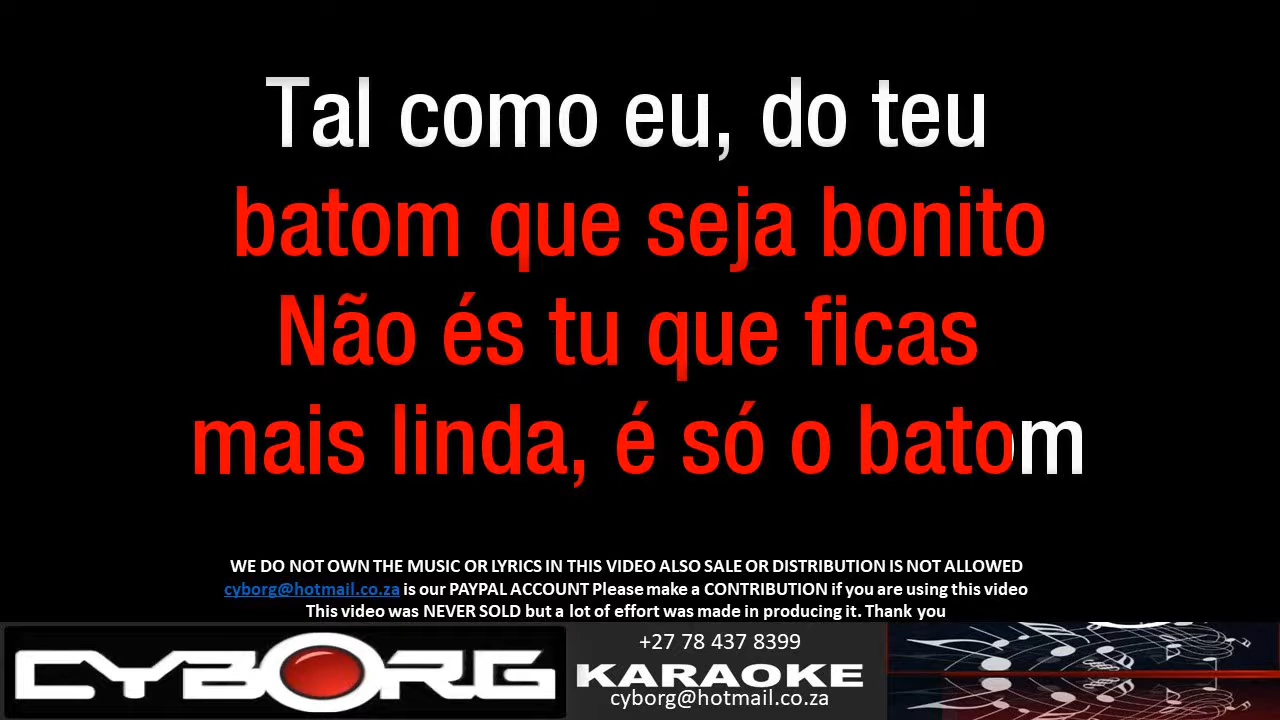 Tal como eu, do teu
batom que seja bonito
Não és tu que ficas
mais linda, é só o batom
WE DO NOT OWN THE MUSIC OR LYRICS IN THIS VIDEO ALSO SALE OR DISTRIBUTION IS NOT ALLOWED
cyborg@hotmail.co.za is our PAYPAL ACCOUNT Please make a CONTRIBUTION if you are using this video
This video was NEVER SOLD but a lot of effort was made in producing it. Thank you
CYBORG
+27 78 437 8399
KARAOKE
cyborg@hotmail.co.za